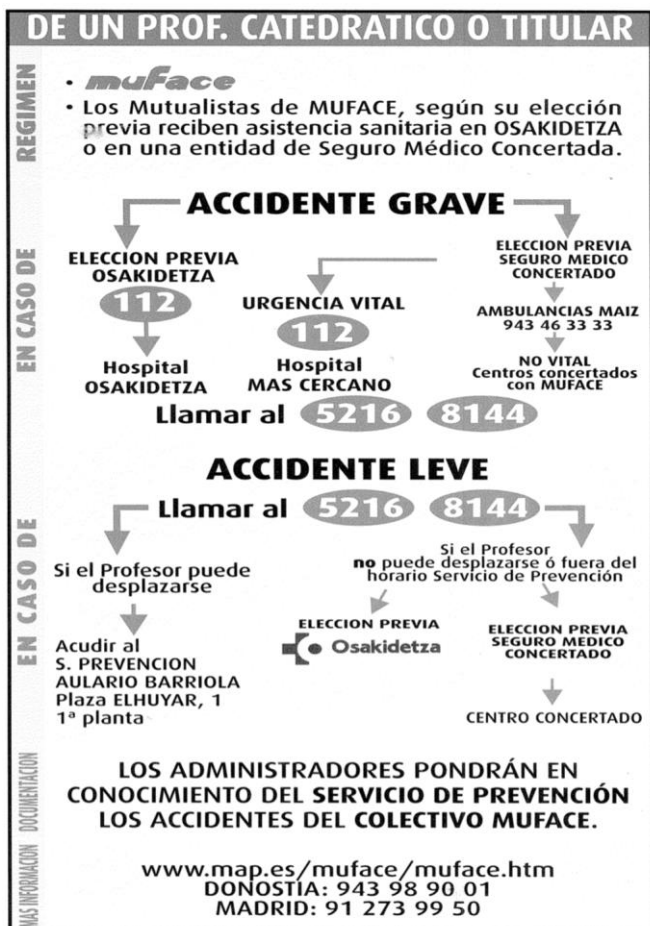 DE UN PROF. CATEDRATICO O TITULAR
REGIMEN
• muface
• Los Mutualistas de MUFACE, según su elección
previa reciben asistencia sanitaria en OSAKIDETZA
o en una entidad de Seguro Médico Concertada.
EN CASO DE
ACCIDENTE GRAVE
ELECCION PREVIA
OSAKIDETZA
112
Hospital
OSAKIDETZA
URGENCIA VITAL
112
Hospital
MAS CERCANO
ELECCION PREVIA
SEGURO MEDICO
CONCERTADO
AMBULANCIAS MAIZ
943 46 33 33
NO VITAL
Centros concertados
con MUFACE
Llamar al 5216 8144
EN CASO DE
ACCIDENTE LEVE
Llamar al 5216 8144
Si el Profesor puede
desplazarse
Acudir al
S. PREVENCION
AULARIO BARRIOLA
Plaza ELHUYAR, 1
1ª planta
Si el Profesor
no puede desplazarse ó fuera del
horario Servicio de Prevención
ELECCION PREVIA
Osakidetza
ELECCION PREVIA
SEGURO MEDICO
CONCERTADO
CENTRO CONCERTADO
DOCUMENTACION
LOS ADMINISTRADORES PONDRÁN EN
CONOCIMIENTO DEL SERVICIO DE PREVENCIÓN
LOS ACCIDENTES DEL COLECTIVO MUFACE.
MAS INFORMACION
www.map.es/muface/muface.htm
DONOSTIA: 943 98 90 01
MADRID: 91 273 99 50